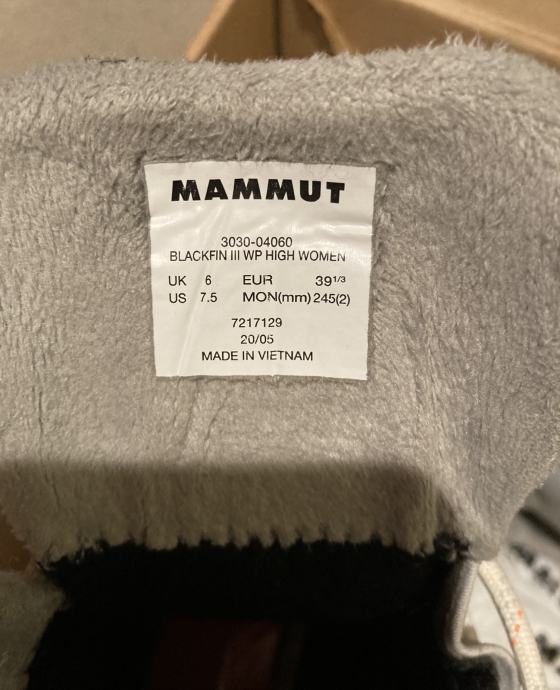 MAMMUT
3030-04060
BLACKFIN III WP HIGH WOMEN
UK 6 EUR 39 1/3
US 7.5 MON(mm) 245(2)
7217129
20/05
MADE IN VIETNAM